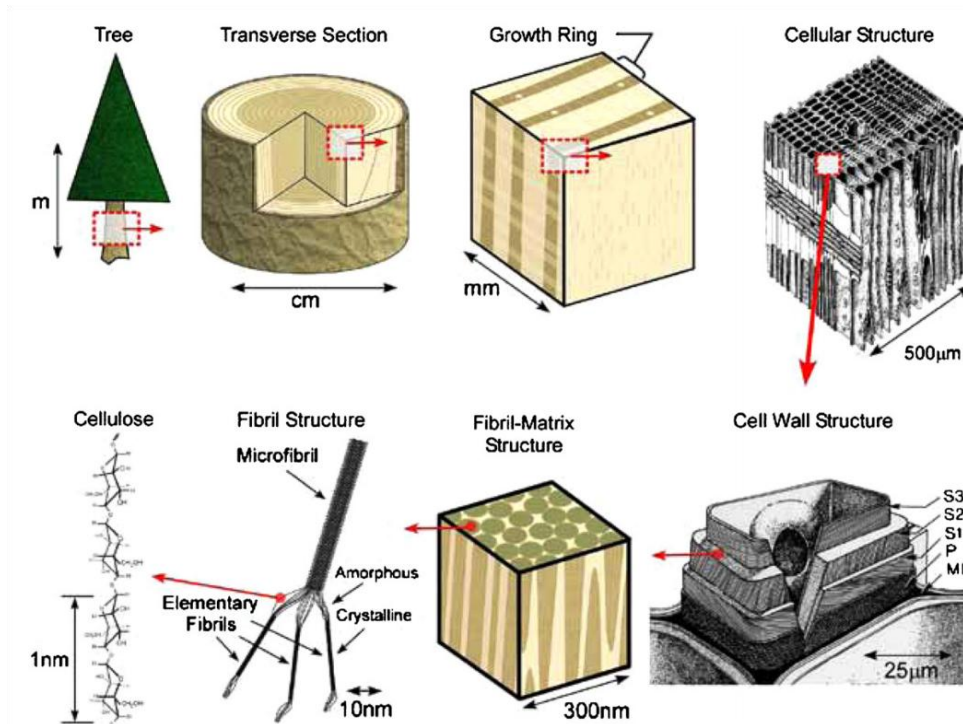 Tree
Transverse Section
Growth Ring
Cellular Structure
m
cm
mm
500μm
Cellulose
Fibril Structure
Fibril-Matrix
Structure
Cell Wall Structure
Microfibril
Amorphous
Crystalline
Elementary
Fibrils
1nm
10nm
300nm
S3
S2
S1
P
25μm